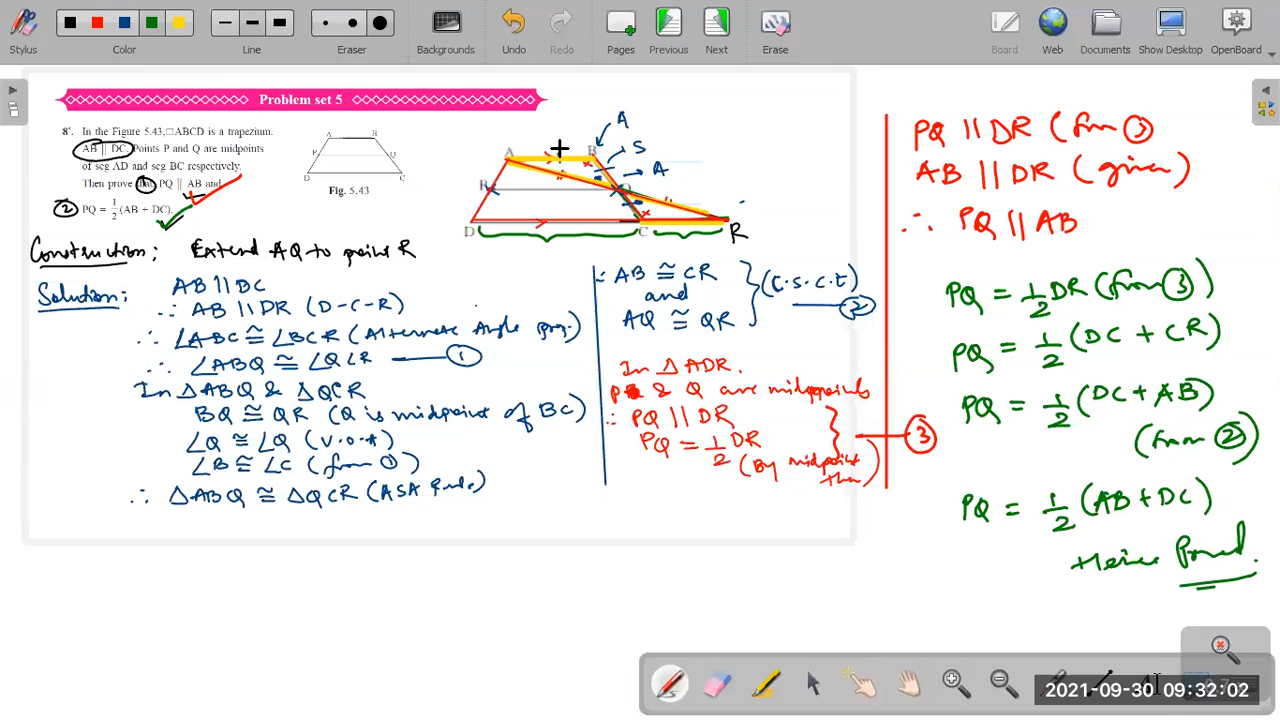 Stylus
Color
Line
Eraser
Backgrounds
Undo
Redo
Pages
Previous
Next
Erase
Board
Web
Documents
Show Desktop
OpenBoard
Problem set 5
8*. In the Figure 5.43, □ABCD is a trapezium.
AB || DC. Points P and Q are midpoints
of seg AD and seg BC respectively.
Then prove that, PQ || AB and
① 
② PQ = 1/2 (AB + DC).
A B
P Q
D C
Fig. 5.43
A
S
A
A B
Q
D C R
Construction: Extend AQ to point R
Solution: AB || DC
∴ AB || DR (D-C-R)
∴ ∠ABC ≅ ∠BCR (Alternate Angle prop)
∴ ∠ABQ ≅ ∠QCR — ①
In △ABQ & △QCR
BQ ≅ QR (Q is midpoint of BC)
∠Q ≅ ∠Q (V.O.A)
∠B ≅ ∠C (from ①)
∴ △ABQ ≅ △QCR (ASA Rule)
∴ AB ≅ CR
and
AQ ≅ QR
(C.S.C.T) — ②
In △ADR.
P & Q are midpoints
∴ PQ || DR
PQ = 1/2 DR
(By midpoint thm)
③
PQ || DR (from ③)
AB || DR (given)
∴ PQ || AB
PQ = 1/2 DR (from ③)
PQ = 1/2 (DC + CR)
PQ = 1/2 (DC + AB)
(from ②)
PQ = 1/2 (AB + DC)
Hence Proved.
2021-09-30 09:32:02